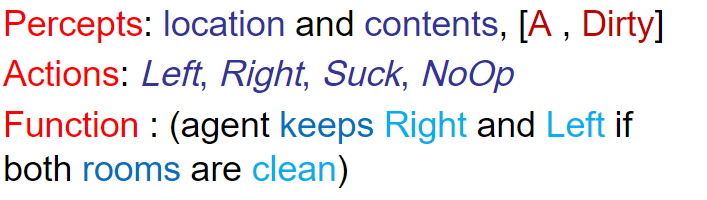 Percepts: location and contents, [A , Dirty]
Actions: Left, Right, Suck, NoOp
Function : (agent keeps Right and Left if
both rooms are clean)